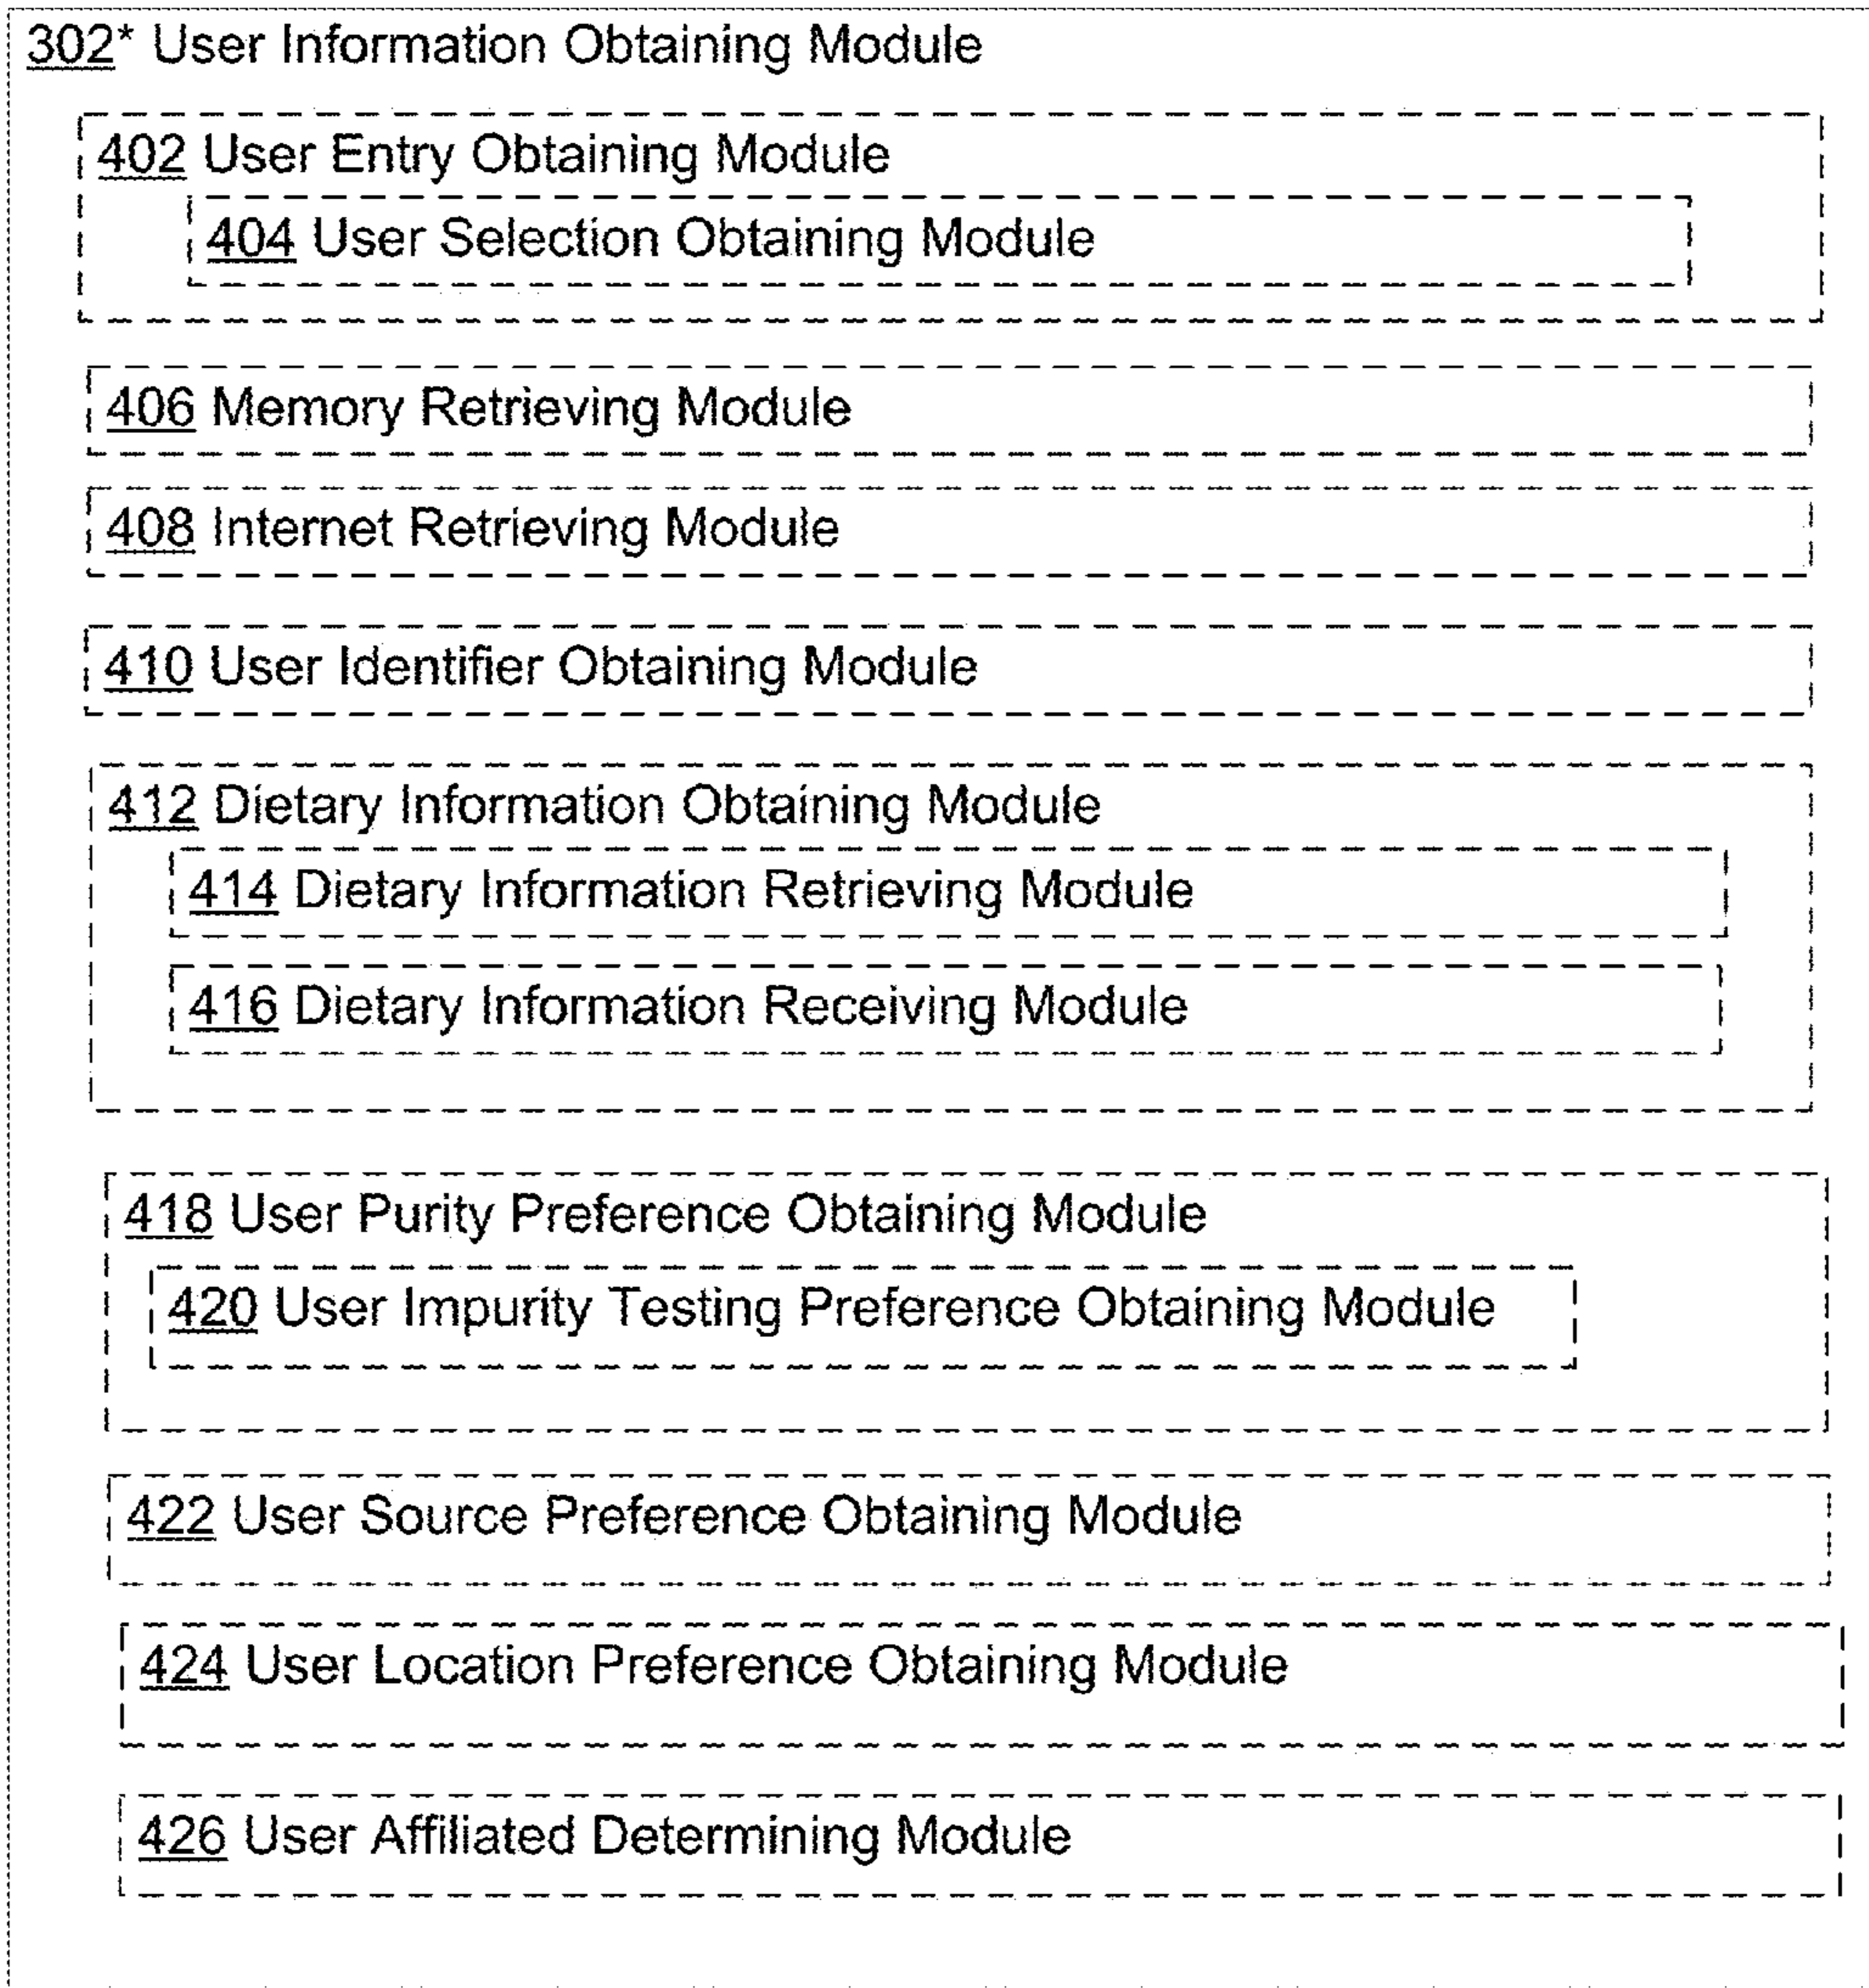 302* User Information Obtaining Module
402 User Entry Obtaining Module
404 User Selection Obtaining Module
406 Memory Retrieving Module
408 Internet Retrieving Module
410 User Identifier Obtaining Module
412 Dietary Information Obtaining Module
414 Dietary Information Retrieving Module
416 Dietary Information Receiving Module
418 User Purity Preference Obtaining Module
420 User Impurity Testing Preference Obtaining Module
422 User Source Preference Obtaining Module
424 User Location Preference Obtaining Module
426 User Affiliated Determining Module